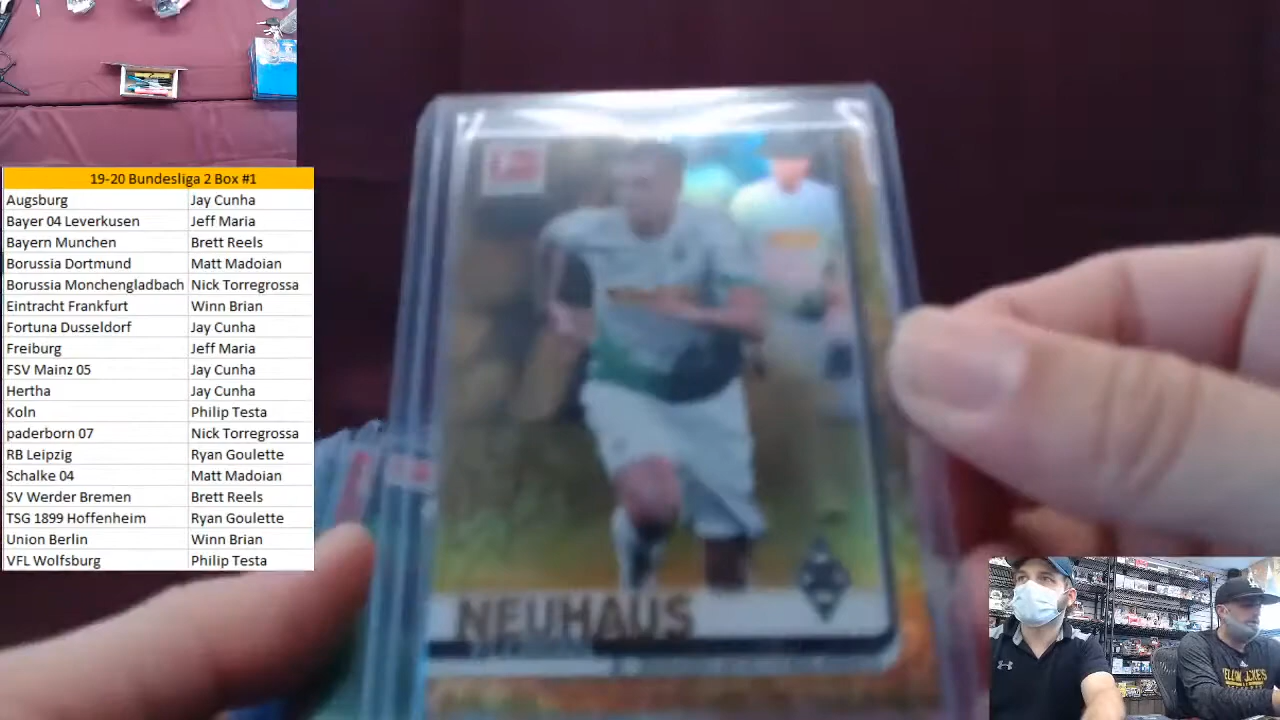 19-20 Bundesliga 2 Box #1
Augsburg Jay Cunha
Bayer 04 Leverkusen Jeff Maria
Bayern Munchen Brett Reels
Borussia Dortmund Matt Madoian
Borussia Monchengladbach Nick Torregrossa
Eintracht Frankfurt Winn Brian
Fortuna Dusseldorf Jay Cunha
Freiburg Jeff Maria
FSV Mainz 05 Jay Cunha
Hertha Jay Cunha
Koln Philip Testa
paderborn 07 Nick Torregrossa
RB Leipzig Ryan Goulette
Schalke 04 Matt Madoian
SV Werder Bremen Brett Reels
TSG 1899 Hoffenheim Ryan Goulette
Union Berlin Winn Brian
VFL Wolfsburg Philip Testa
NEUHAUS